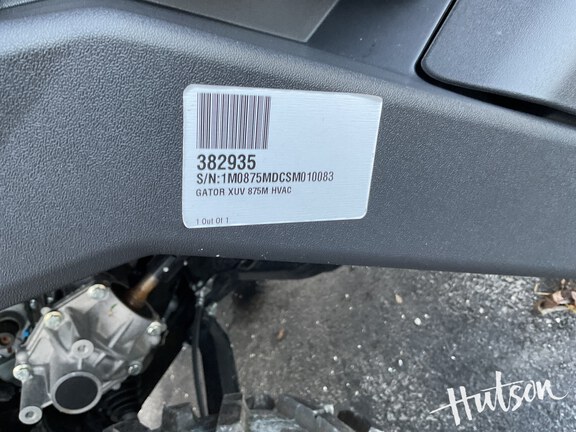 382935
S/N:1M0875MDCSM010083
GATOR XUV 875M HVAC
1 Out Of 1
Hutson